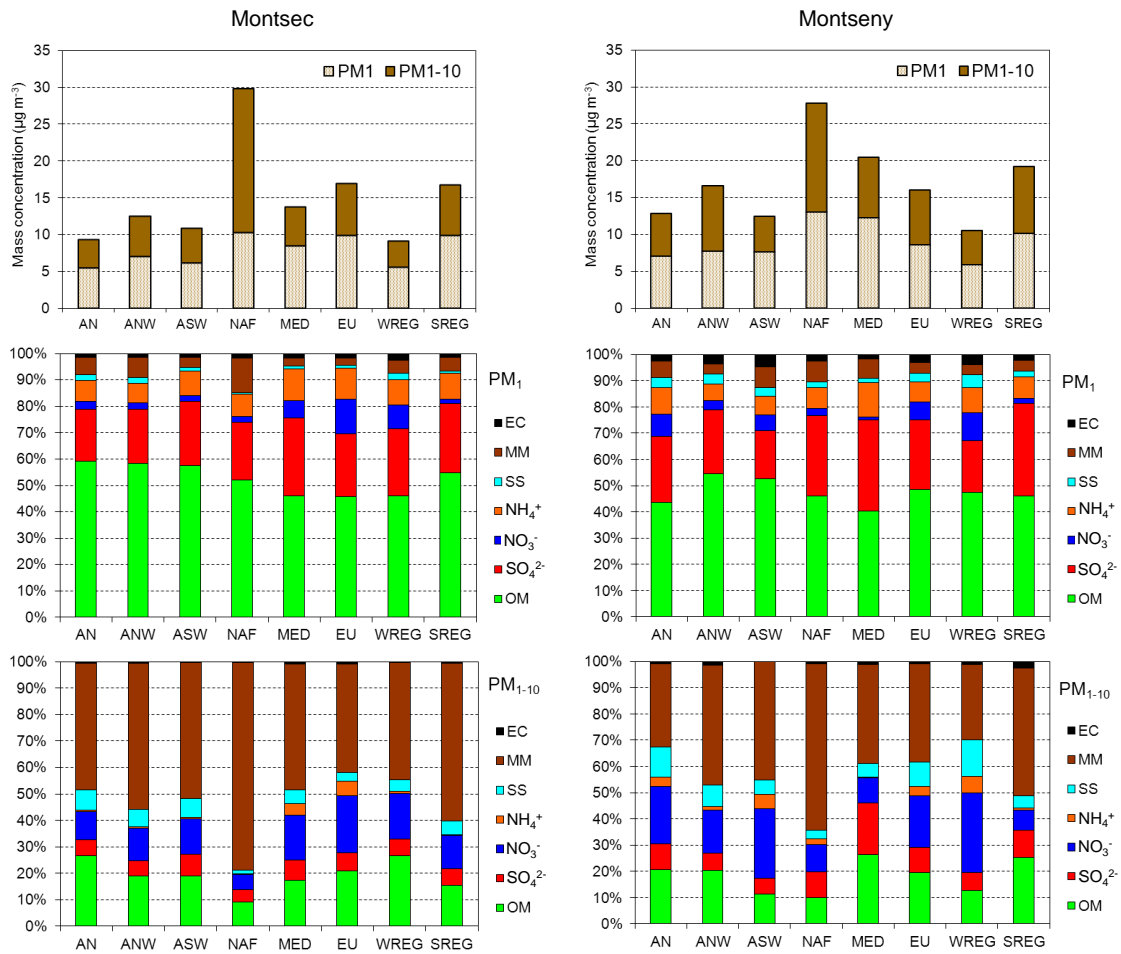 Montsec
Montseny
Mass concentration (µg m⁻³)
35
30
25
20
15
10
5
0
PM1 PM1-10
AN ANW ASW NAF MED EU WREG SREG
Mass concentration (µg m⁻³)
35
30
25
20
15
10
5
0
PM1 PM1-10
AN ANW ASW NAF MED EU WREG SREG
100%
90%
80%
70%
60%
50%
40%
30%
20%
10%
0%
AN ANW ASW NAF MED EU WREG SREG
PM₁
EC
MM
SS
NH₄⁺
NO₃⁻
SO₄²⁻
OM
100%
90%
80%
70%
60%
50%
40%
30%
20%
10%
0%
AN ANW ASW NAF MED EU WREG SREG
PM₁
EC
MM
SS
NH₄⁺
NO₃⁻
SO₄²⁻
OM
100%
90%
80%
70%
60%
50%
40%
30%
20%
10%
0%
AN ANW ASW NAF MED EU WREG SREG
PM₁₋₁₀
EC
MM
SS
NH₄⁺
NO₃⁻
SO₄²⁻
OM
100%
90%
80%
70%
60%
50%
40%
30%
20%
10%
0%
AN ANW ASW NAF MED EU WREG SREG
PM₁₋₁₀
EC
MM
SS
NH₄⁺
NO₃⁻
SO₄²⁻
OM